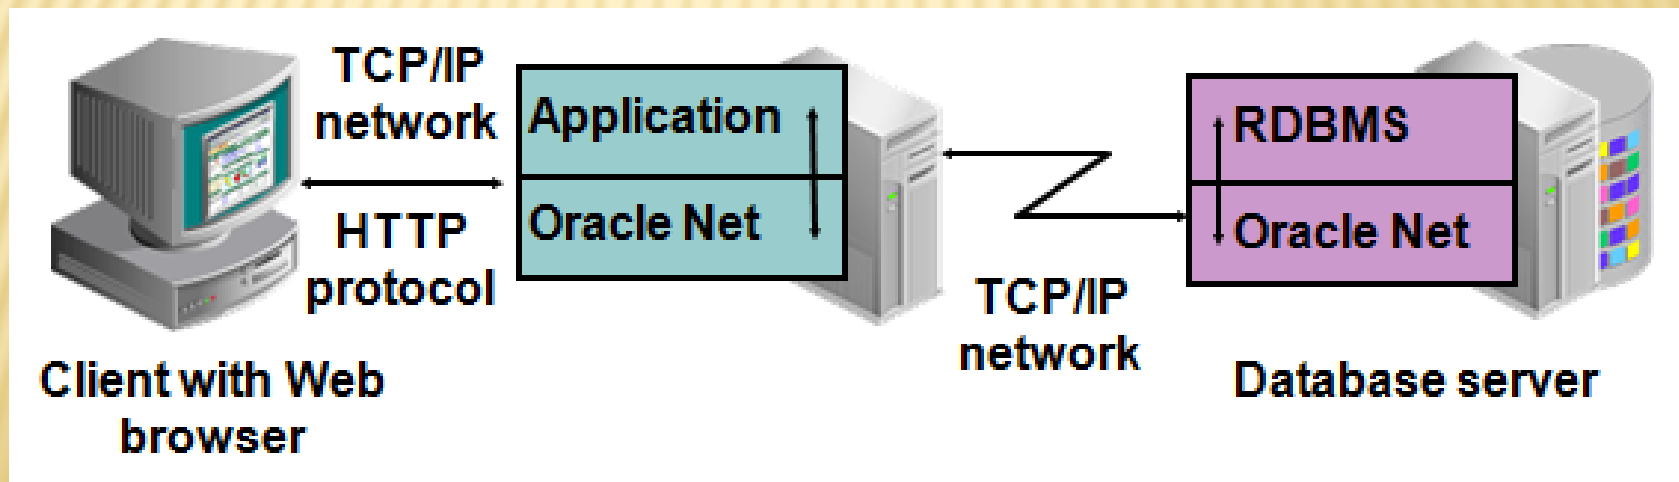 TCP/IP
network
HTTP
protocol
Client with Web
browser
Application
Oracle Net
TCP/IP
network
RDBMS
Oracle Net
Database server